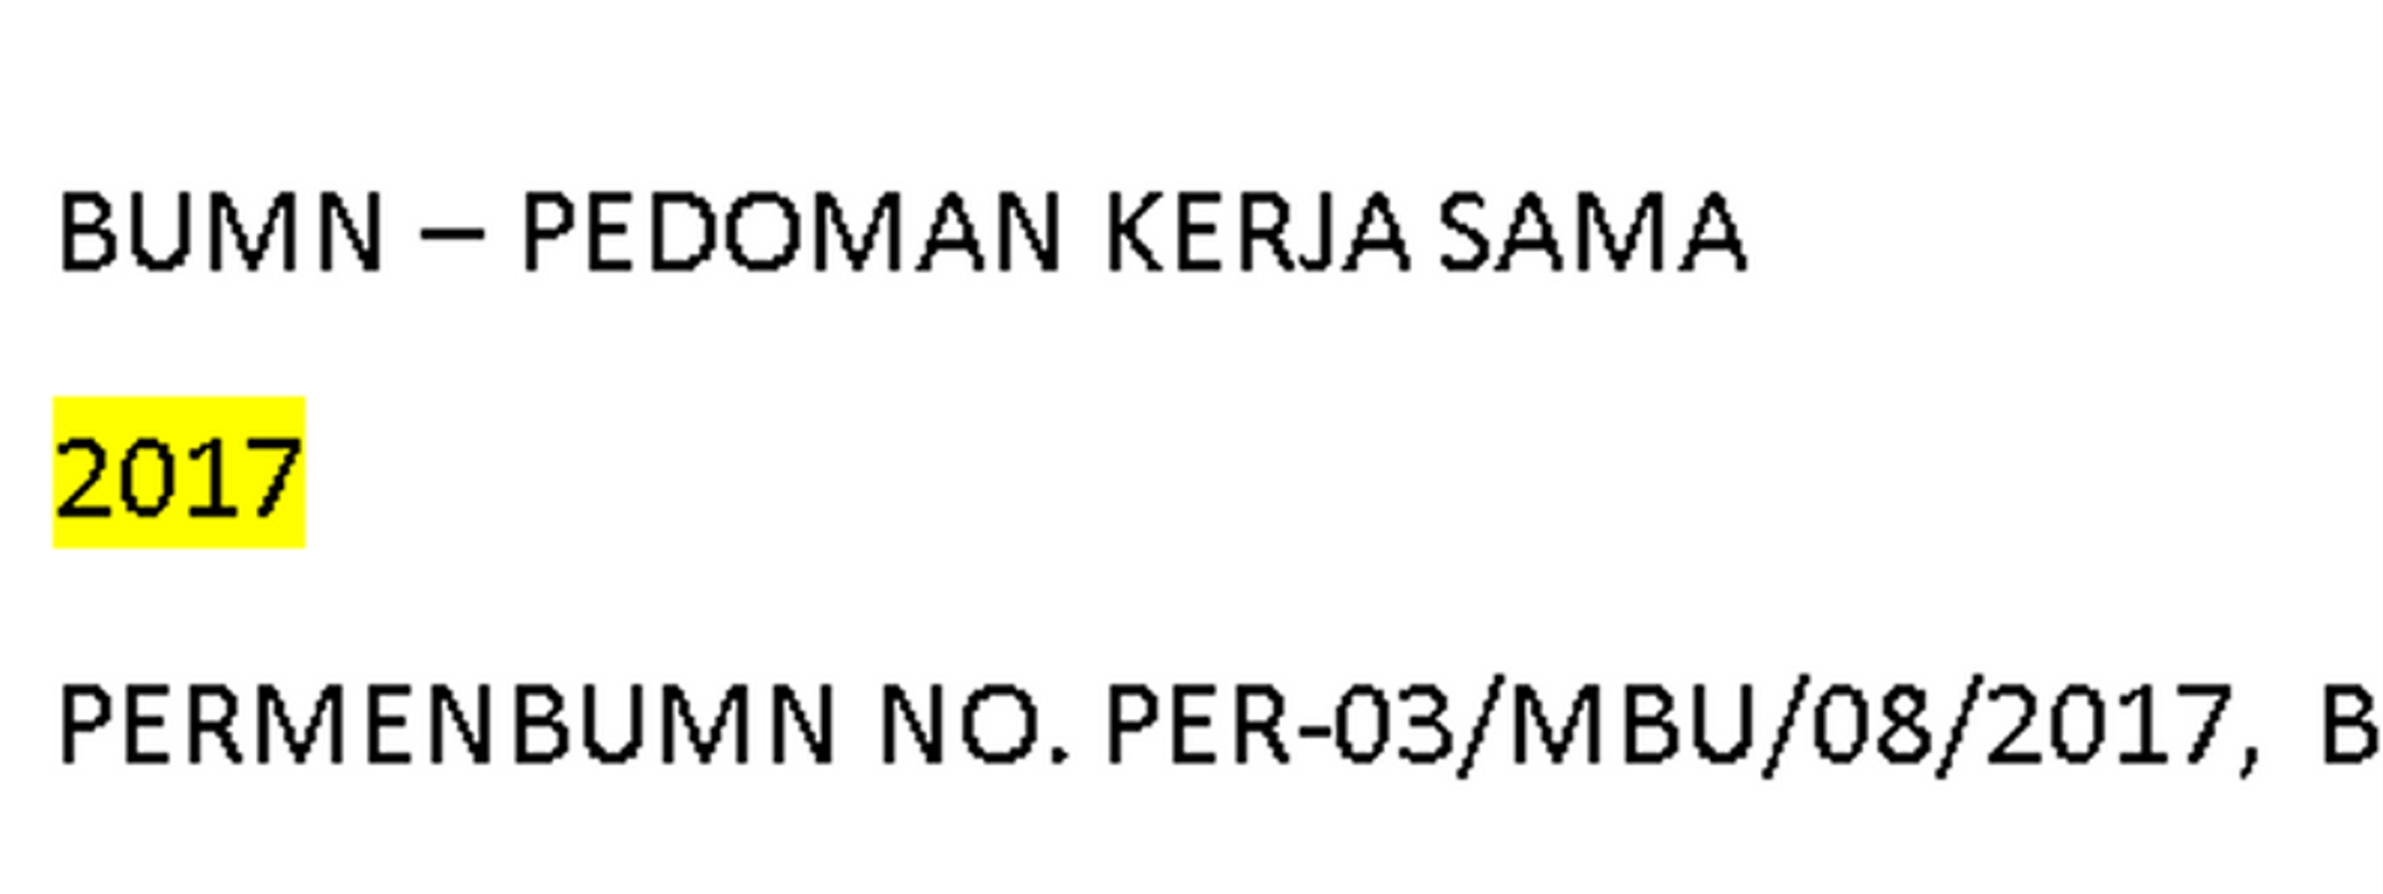 BUMN – PEDOMAN KERJA SAMA
2017
PERMENBUMN NO. PER-03/MBU/08/2017, B